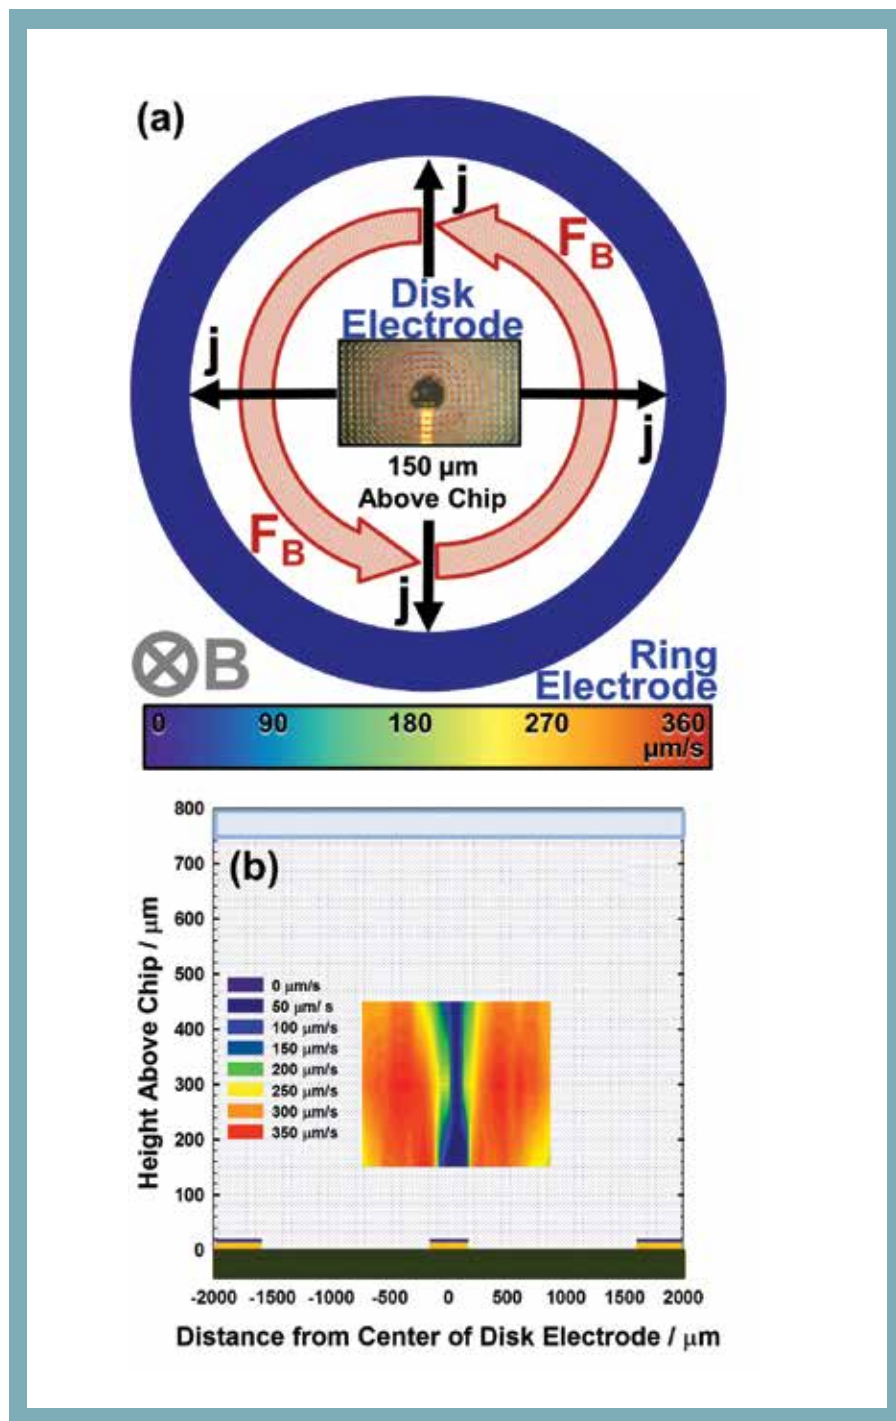 (a)
j
F_B
Disk
Electrode
j
j
150 µm
Above Chip
F_B
j
⊗B
Ring
Electrode
0 90 180 270 360
µm/s
800
(b)
700
600
500
0 µm/s
50 µm/ s
400
100 µm/s
150 µm/s
300
200 µm/s
250 µm/s
200
300 µm/s
350 µm/s
100
0
Height Above Chip / µm
-2000 -1500 -1000 -500 0 500 1000 1500 2000
Distance from Center of Disk Electrode / µm